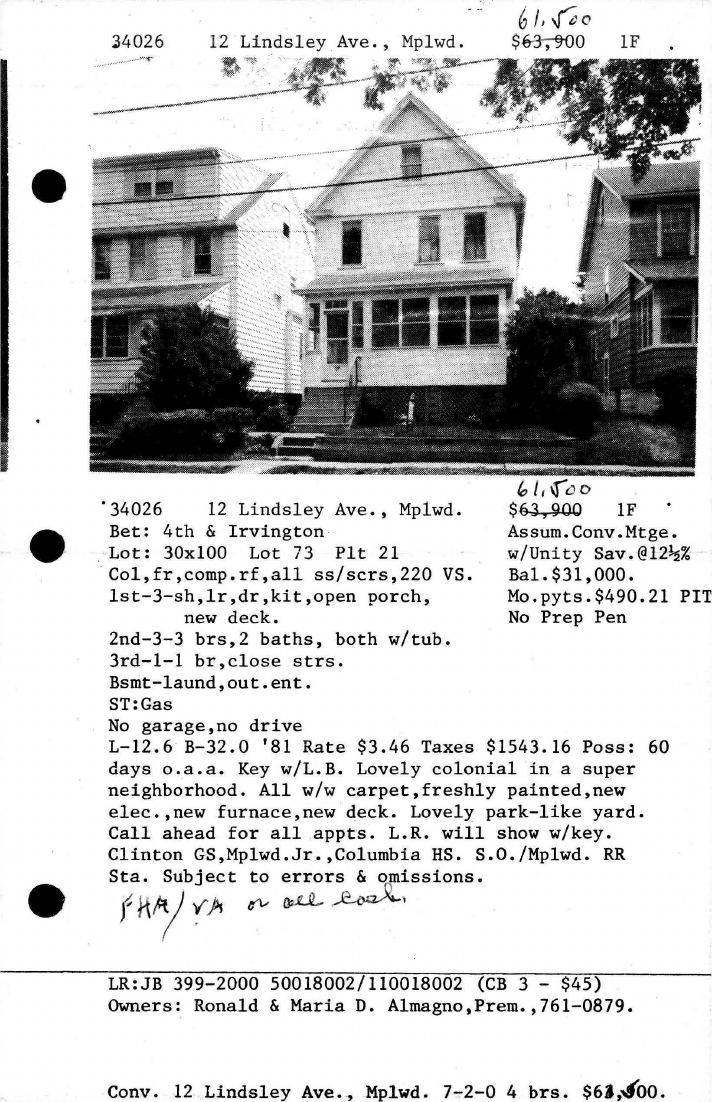 61,500
34026 12 Lindsley Ave., Mplwd. $63,900 1F
61,500
34026 12 Lindsley Ave., Mplwd. $63,900 1F
Bet: 4th & Irvington Assum.Conv.Mtge.
Lot: 30x100 Lot 73 Plt 21 w/Unity Sav.@12½%
Col,fr,comp.rf,all ss/scrs,220 VS. Bal.$31,000.
1st-3-sh,lr,dr,kit,open porch, Mo.pyts.$490.21 PIT
new deck. No Prep Pen
2nd-3-3 brs,2 baths, both w/tub.
3rd-1-1 br,close strs.
Bsmt-laund,out.ent.
ST:Gas
No garage,no drive
L-12.6 B-32.0 '81 Rate $3.46 Taxes $1543.16 Poss: 60
days o.a.a. Key w/L.B. Lovely colonial in a super
neighborhood. All w/w carpet,freshly painted,new
elec.,new furnace,new deck. Lovely park-like yard.
Call ahead for all appts. L.R. will show w/key.
Clinton GS,Mplwd.Jr.,Columbia HS. S.O./Mplwd. RR
Sta. Subject to errors & omissions.
FHA/VA or all cash.
LR:JB 399-2000 50018002/110018002 (CB 3 - $45)
Owners: Ronald & Maria D. Almagno,Prem.,761-0879.
Conv. 12 Lindsley Ave., Mplwd. 7-2-0 4 brs. $61,500.